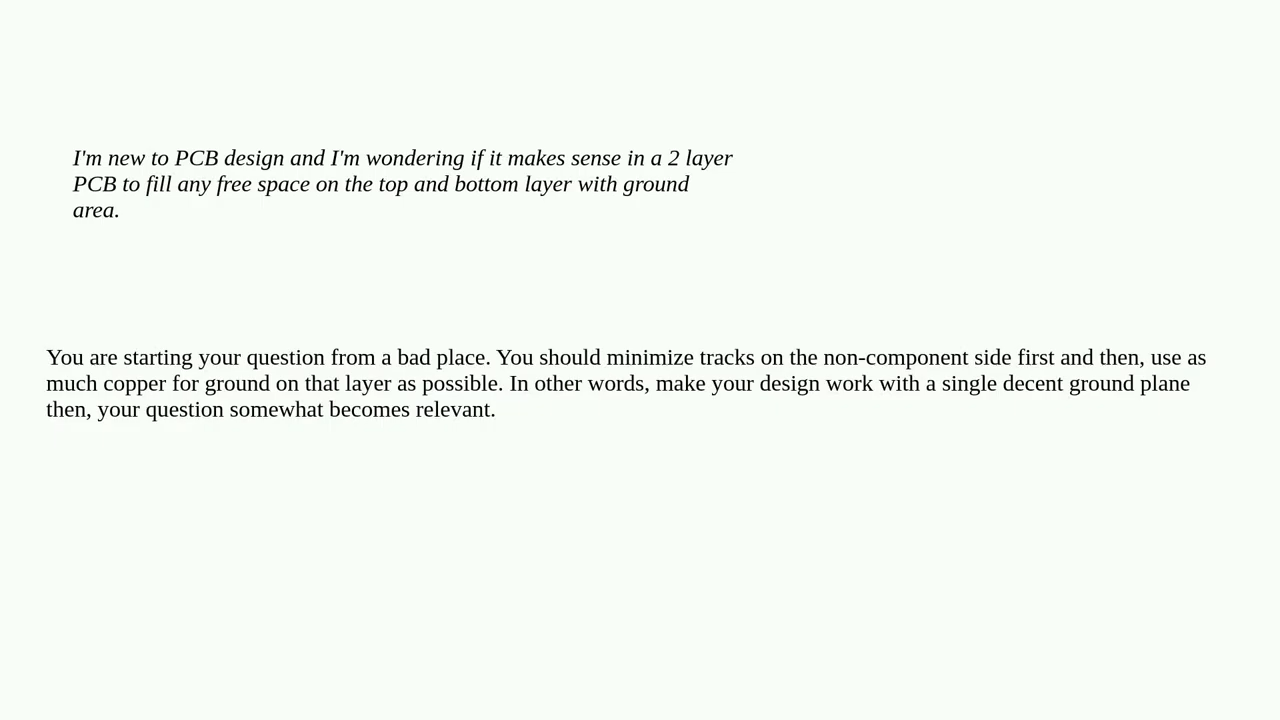 I'm new to PCB design and I'm wondering if it makes sense in a 2 layer
PCB to fill any free space on the top and bottom layer with ground
area.
You are starting your question from a bad place. You should minimize tracks on the non-component side first and then, use as
much copper for ground on that layer as possible. In other words, make your design work with a single decent ground plane
then, your question somewhat becomes relevant.